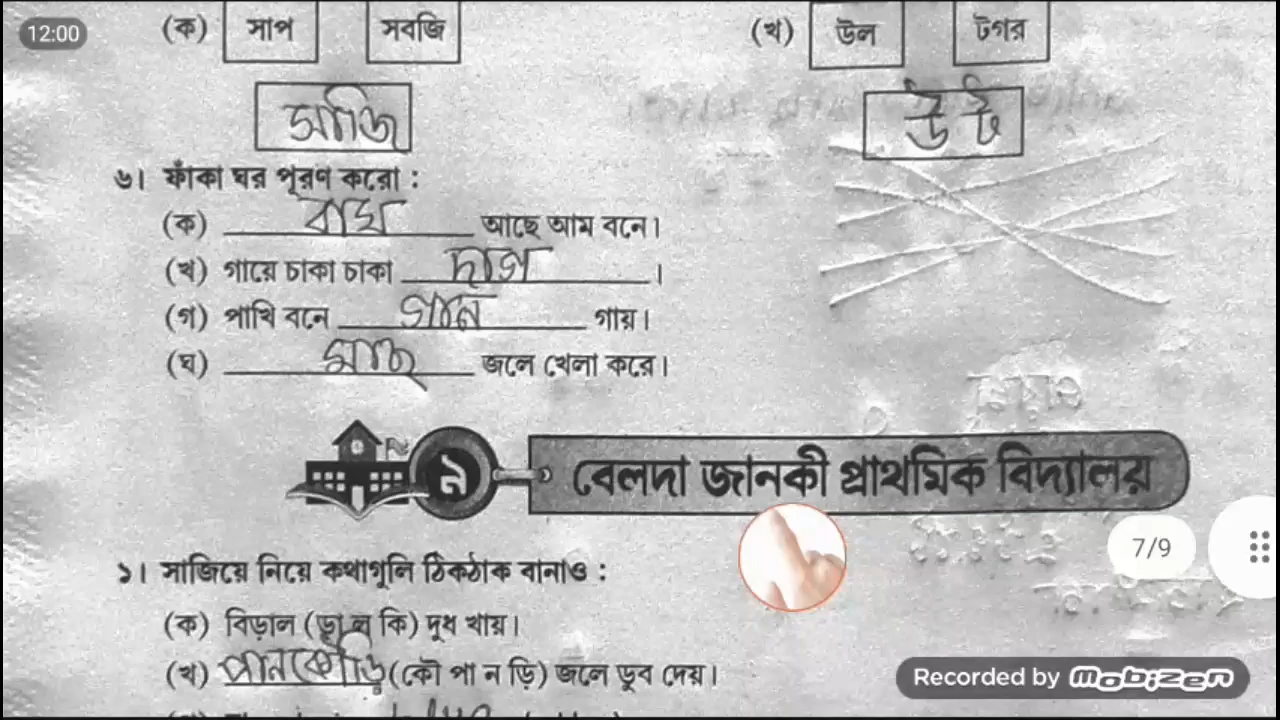 12:00
(ক) সাপ সবজি (খ) উল টগর
সাজি উট
৬। ফাঁকা ঘর পূরণ করো :
(ক) বাঘ আছে আম বনে।
(খ) গায়ে চাকা চাকা দাগ ।
(গ) পাখি বনে গান গায়।
(ঘ) মাছ জলে খেলা করে।
৯ বেলদা জানকী প্রাথমিক বিদ্যালয়
7/9
১। সাজিয়ে নিয়ে কথাগুলি ঠিকঠাক বানাও :
(ক) বিড়াল (ড়া ল কি) দুধ খায়।
(খ) পানকৌড়ি (কৌ পা ন ড়ি) জলে ডুব দেয়।
Recorded by mobizen